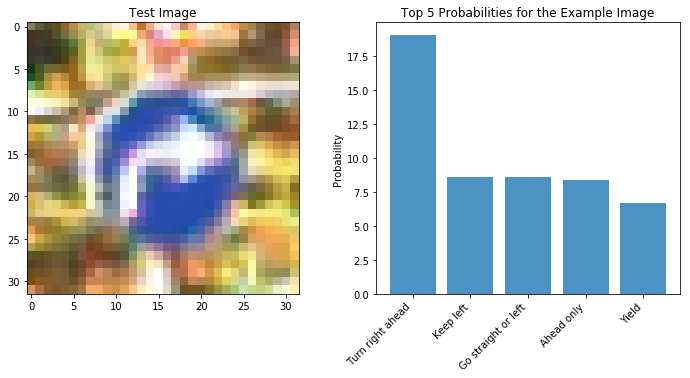 Test Image
0
5
10
15
20
25
30
0
5
10
15
20
25
30
Top 5 Probabilities for the Example Image
Probability
17.5
15.0
12.5
10.0
7.5
5.0
2.5
0.0
Turn right ahead
Keep left
Go straight or left
Ahead only
Yield